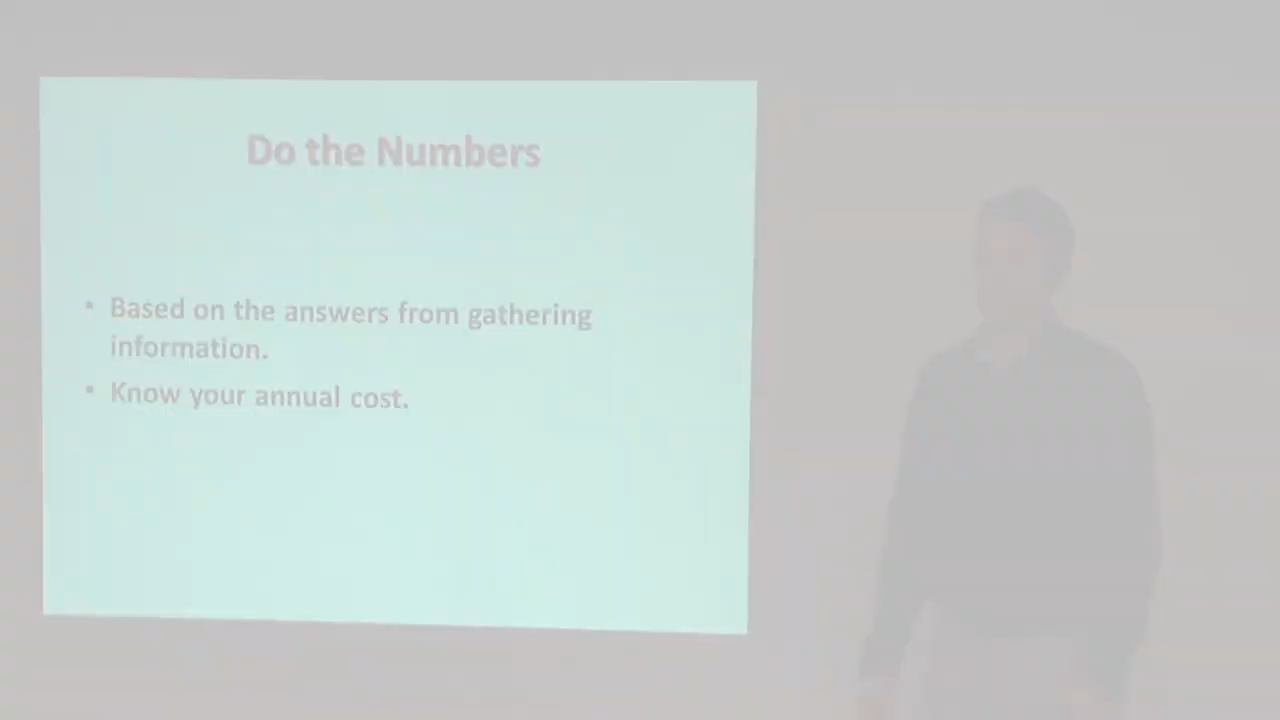 Do the Numbers
• Based on the answers from gathering
information.
• Know your annual cost.